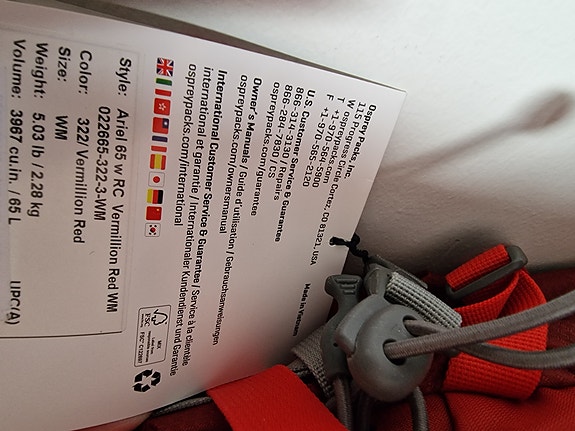 Osprey Packs, Inc
115 Progress Circle Cortez, CO 81321, USA
W ospreypacks.com
T +1-970-564-5900
F +1-970-565-2120
U.S. Customer Service & Guarantee
866-314-3130 / Repairs
866-284-7830 / CS
ospreypacks.com/guarantee
Owner's Manuals / Guide d'utilisation / Gebrauchsanweisungen
ospreypacks.com/ownersmanual
International Customer Service & Guarantee / Service à la clientèle
international et garantie / Internationaler Kundendienst und Garantie
ospreypacks.com/international
Made in Vietnam
Style: Ariel 65 w RC Vermillion Red WM
022665-322-3-WM
Color: 322/Vermillion Red
Size: WM
Weight: 5.03 lb / 2.28 kg
Volume: 3967 cu.in. / 65 L
(IPC/A)
FSC
MIX